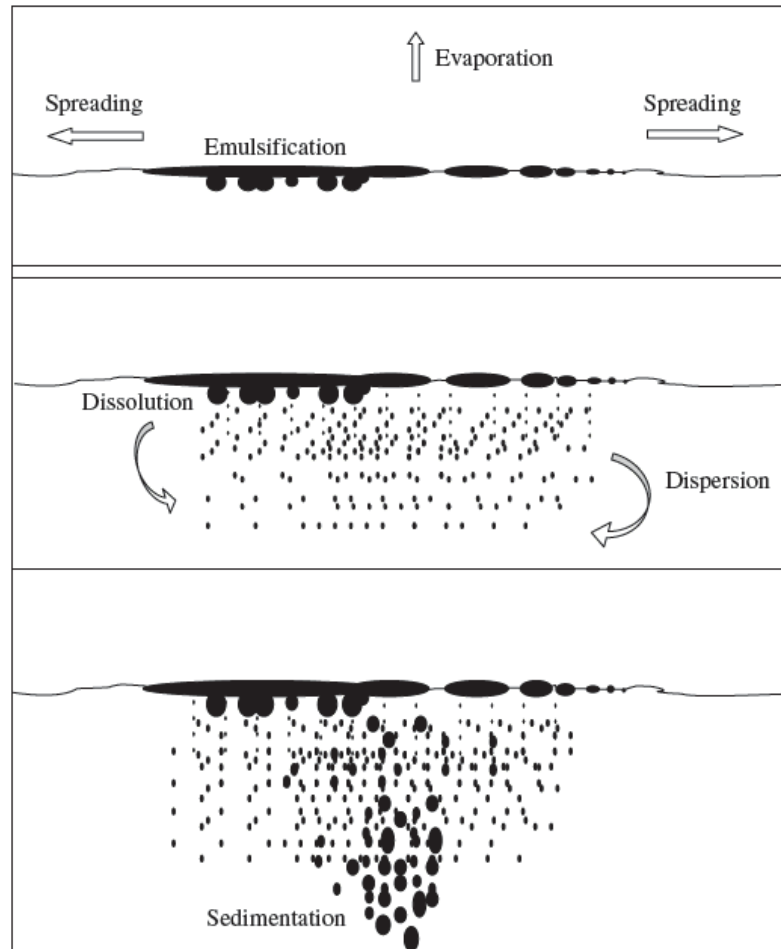 Evaporation
Spreading
Spreading
Emulsification
Dissolution
Dispersion
Sedimentation